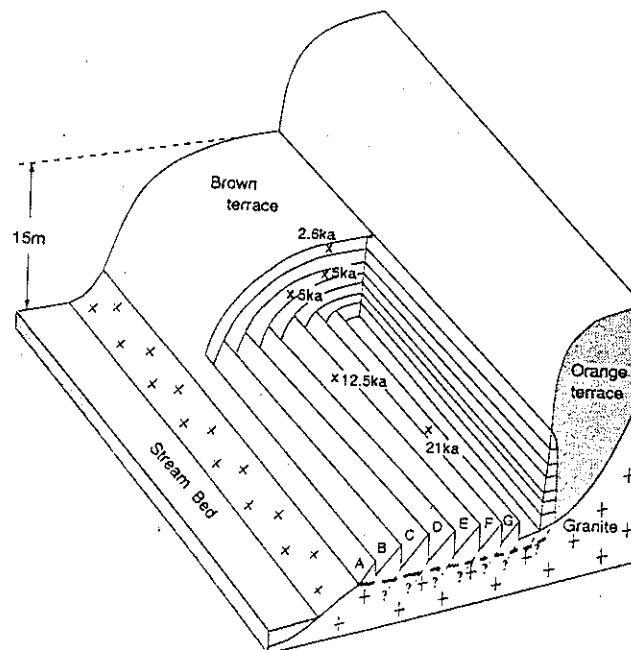 Brown
terrace
15m
2.6ka
5ka
5ka
12.5ka
21ka
Orange
terrace
Stream Bed
Granite
A
B
C
D
E
F
G
? ? ? ? ? ? ?